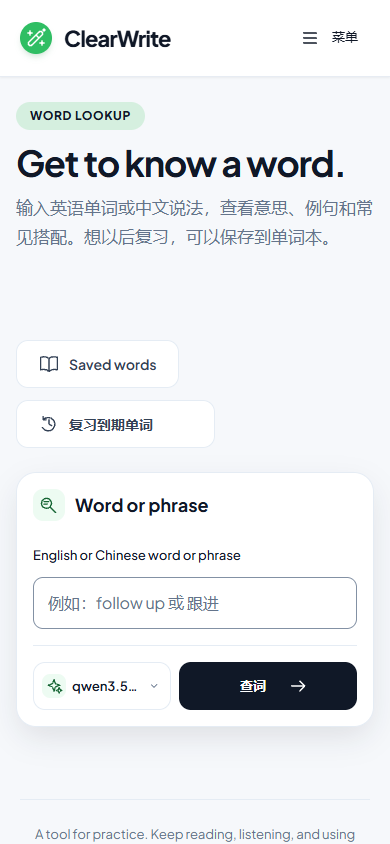 ClearWrite
菜单
WORD LOOKUP
Get to know a word.
输入英语单词或中文说法，查看意思、例句和常
见搭配。想以后复习，可以保存到单词本。
Saved words
复习到期单词
Word or phrase
English or Chinese word or phrase
例如：follow up 或 跟进
qwen3.5...
查词
A tool for practice. Keep reading, listening, and using